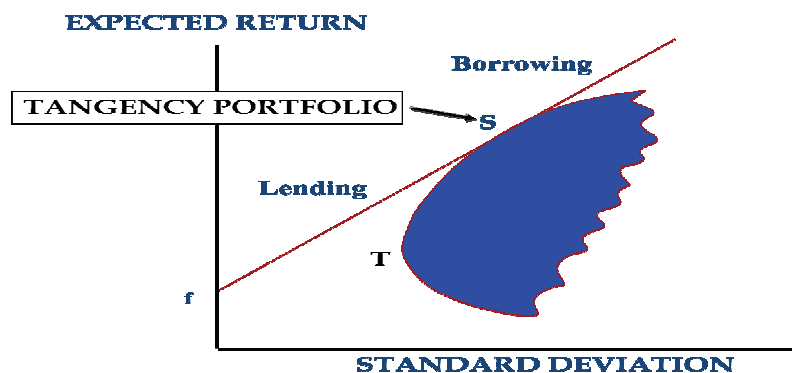 EXPECTED RETURN
Borrowing
TANGENCY PORTFOLIO
S
Lending
T
f
STANDARD DEVIATION